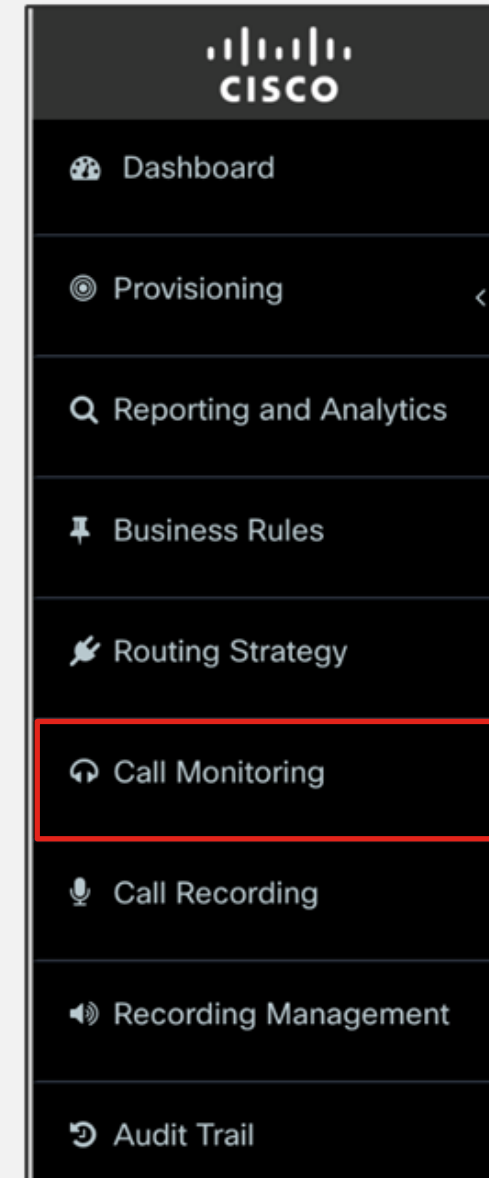 CISCO
Dashboard
Provisioning
Reporting and Analytics
Business Rules
Routing Strategy
Call Monitoring
Call Recording
Recording Management
Audit Trail